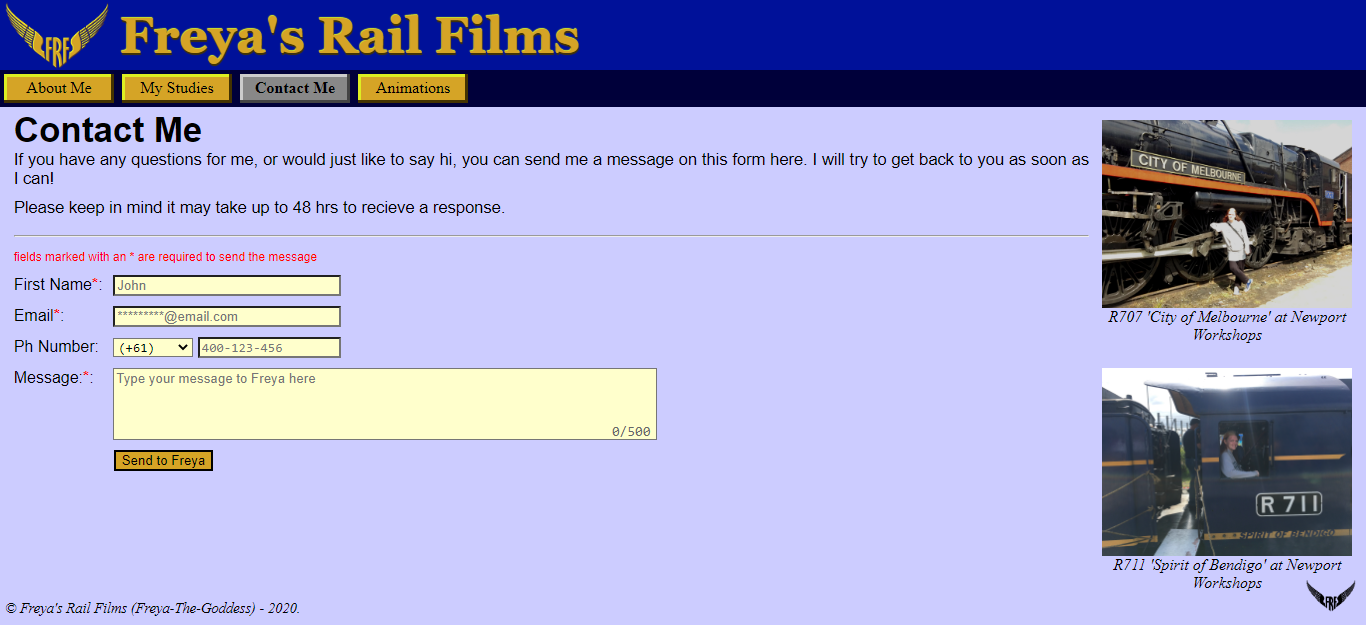 FRFS
Freya's Rail Films
About Me
My Studies
Contact Me
Animations
Contact Me
If you have any questions for me, or would just like to say hi, you can send me a message on this form here. I will try to get back to you as soon as
I can!
Please keep in mind it may take up to 48 hrs to recieve a response.
fields marked with an * are required to send the message
First Name*: John
Email*: *********@email.com
Ph Number: (+61) 400-123-456
Message:*: Type your message to Freya here
0/500
Send to Freya
CITY OF MELBOURNE
R707 'City of Melbourne' at Newport
Workshops
R 711
SPIRIT OF BENDIGO
R711 'Spirit of Bendigo' at Newport
Workshops
© Freya's Rail Films (Freya-The-Goddess) - 2020.
FRFS